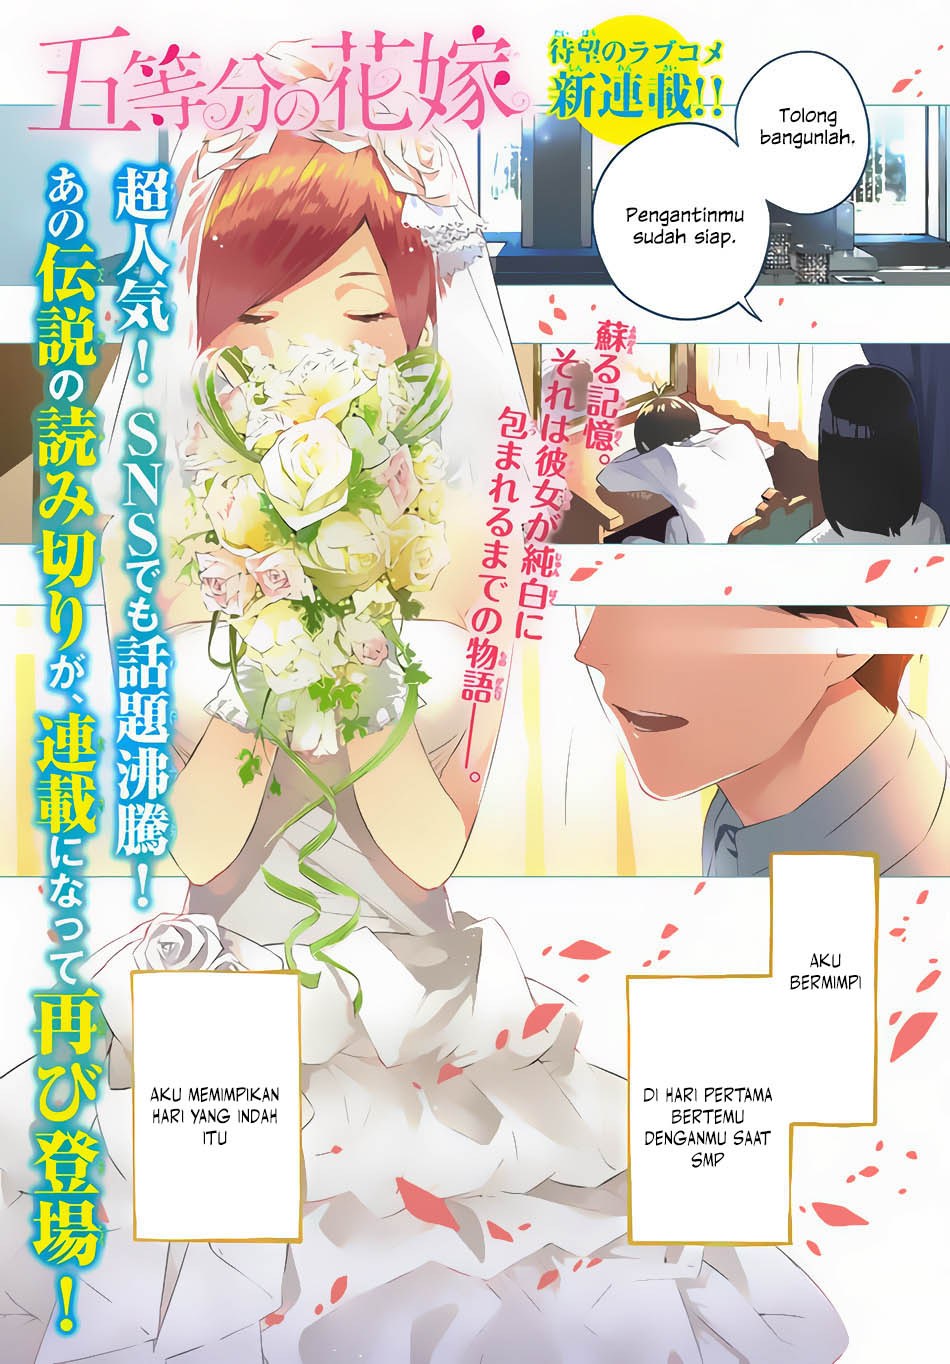 五等分の花嫁
待望のラブコメ
新連載!!
Tolong
bangunlah.
Pengantinmu
sudah siap.
蘇る記憶。
それは彼女が純白に
包まれるまでの物語――。
超人気！SNSでも話題沸騰！
あの伝説の読み切りが、連載になって再び登場！
AKU
BERMIMPI
DI HARI PERTAMA
BERTEMU
DENGANMU SAAT
SMP
AKU MEMIMPIKAN
HARI YANG INDAH
ITU